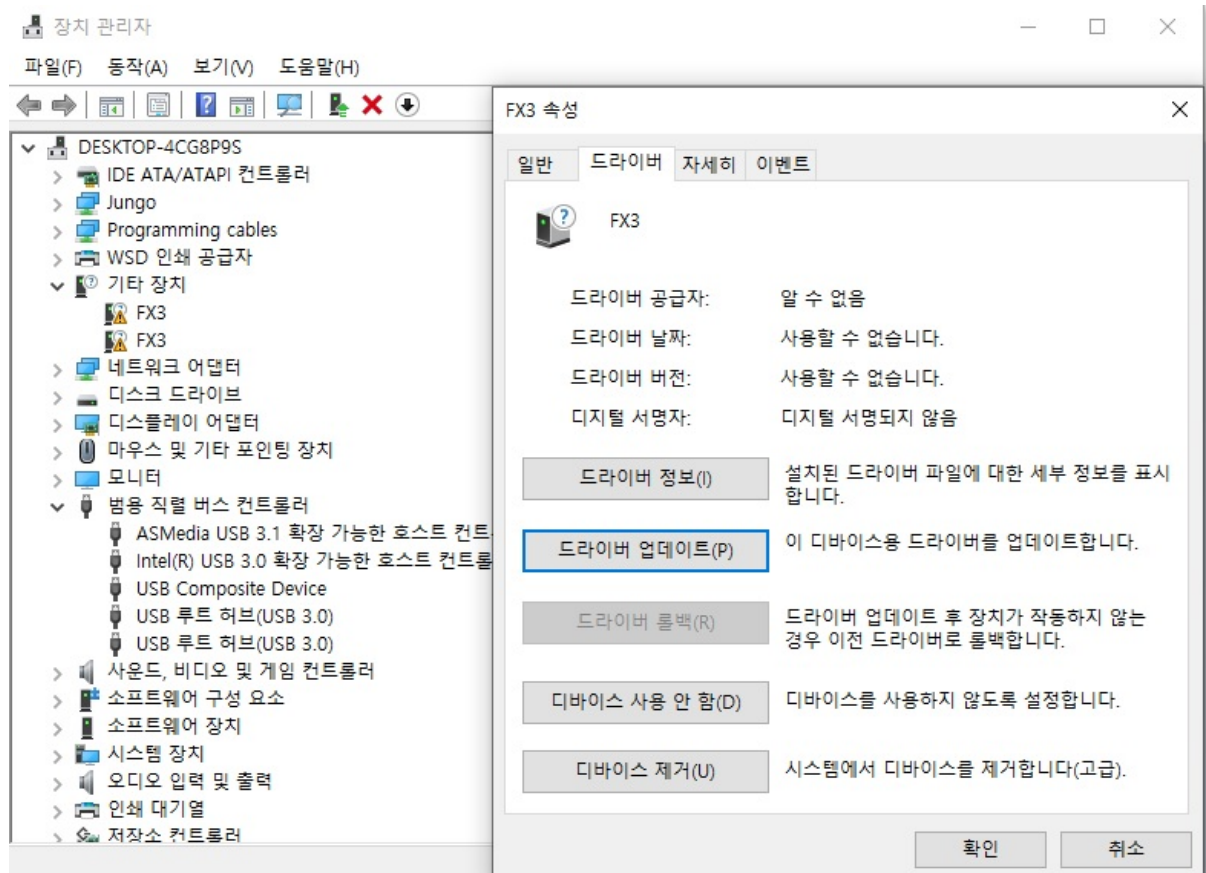 장치 관리자
파일(F) 동작(A) 보기(V) 도움말(H)
DESKTOP-4CG8P9S
IDE ATA/ATAPI 컨트롤러
Jungo
Programming cables
WSD 인쇄 공급자
기타 장치
FX3
FX3
네트워크 어댑터
디스크 드라이브
디스플레이 어댑터
마우스 및 기타 포인팅 장치
모니터
범용 직렬 버스 컨트롤러
ASMedia USB 3.1 확장 가능한 호스트 컨트
Intel(R) USB 3.0 확장 가능한 호스트 컨트롤
USB Composite Device
USB 루트 허브(USB 3.0)
USB 루트 허브(USB 3.0)
사운드, 비디오 및 게임 컨트롤러
소프트웨어 구성 요소
소프트웨어 장치
시스템 장치
오디오 입력 및 출력
인쇄 대기열
저장소 컨트롤러
FX3 속성
일반 드라이버 자세히 이벤트
FX3
드라이버 공급자: 알 수 없음
드라이버 날짜: 사용할 수 없습니다.
드라이버 버전: 사용할 수 없습니다.
디지털 서명자: 디지털 서명되지 않음
드라이버 정보(I)
설치된 드라이버 파일에 대한 세부 정보를 표시
합니다.
드라이버 업데이트(P)
이 디바이스용 드라이버를 업데이트합니다.
드라이버 롤백(R)
드라이버 업데이트 후 장치가 작동하지 않는
경우 이전 드라이버로 롤백합니다.
디바이스 사용 안 함(D)
디바이스를 사용하지 않도록 설정합니다.
디바이스 제거(U)
시스템에서 디바이스를 제거합니다(고급).
확인 취소